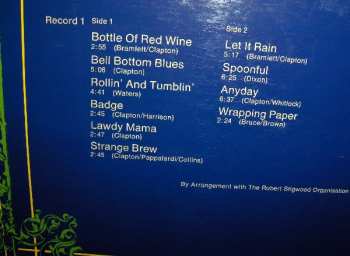 Record 1 Side 1
Bottle Of Red Wine
2:55 (Bramlett/Clapton)
Bell Bottom Blues
5:06 (Clapton)
Rollin' And Tumblin'
4:41 (Waters)
Badge
2:45 (Clapton/Harrison)
Lawdy Mama
2:47 (Clapton)
Strange Brew
2:45 (Clapton/Pappalardi/Collins)
Side 2
Let It Rain
5:17 (Bramlett/Clapton)
Spoonful
6:25 (Dixon)
Anyday
6:37 (Clapton/Whitlock)
Wrapping Paper
2:24 (Bruce/Brown)
By Arrangement with The Robert Stigwood Organisation